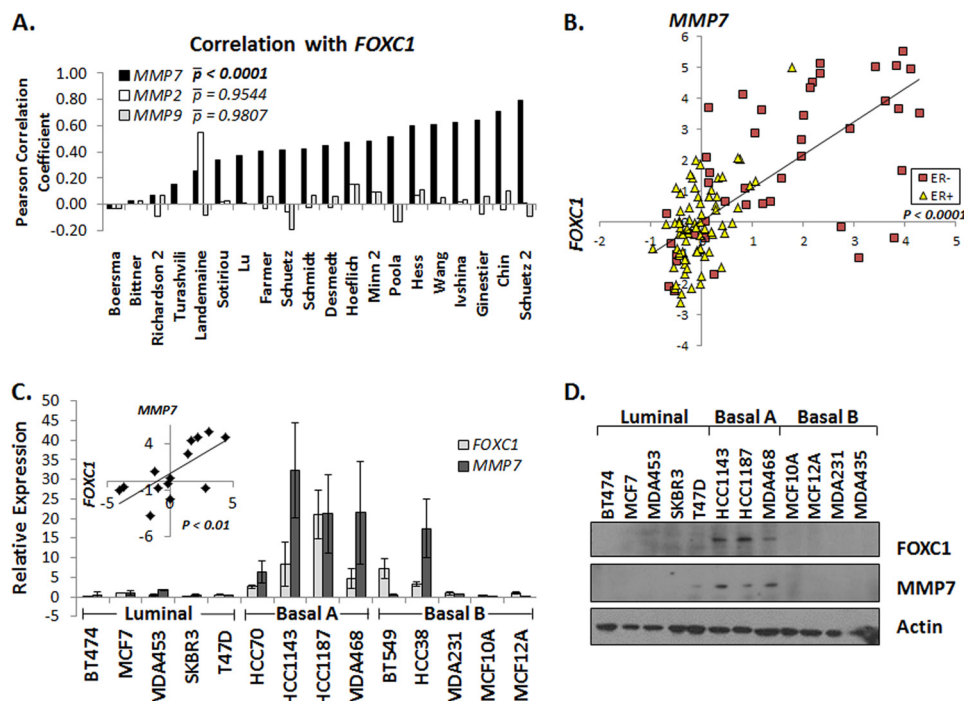 A.
Correlation with FOXC1
Pearson Correlation Coefficient
1.00
0.80
0.60
0.40
0.20
0.00
-0.20
MMP7 p̅ < 0.0001
MMP2 p̅ = 0.9544
MMP9 p̅ = 0.9807
Boersma
Bittner
Richardson 2
Turashvili
Landemaine
Sotiriou
Lu
Farmer
Schuetz
Schmidt
Desmedt
Hoeflich
Minn 2
Poola
Hess
Wang
Ivshina
Ginestier
Chin
Schuetz 2
B.
MMP7
FOXC1
6
5
4
3
2
1
0
-2
-3
-4
-2
-1
0
1
2
3
4
5
ER-
ER+
P < 0.0001
C.
Relative Expression
50
45
40
35
30
25
20
15
10
5
0
-5
MMP7
FOXC1
4
-1
-6
-5
0
5
P < 0.01
FOXC1
MMP7
Luminal
Basal A
Basal B
BT474
MCF7
MDA453
SKBR3
T47D
HCC70
HCC1143
HCC1187
MDA468
BT549
HCC38
MDA231
MCF10A
MCF12A
D.
Luminal
Basal A
Basal B
BT474
MCF7
MDA453
SKBR3
T47D
HCC1143
HCC1187
MDA468
MCF10A
MCF12A
MDA231
MDA435
FOXC1
MMP7
Actin